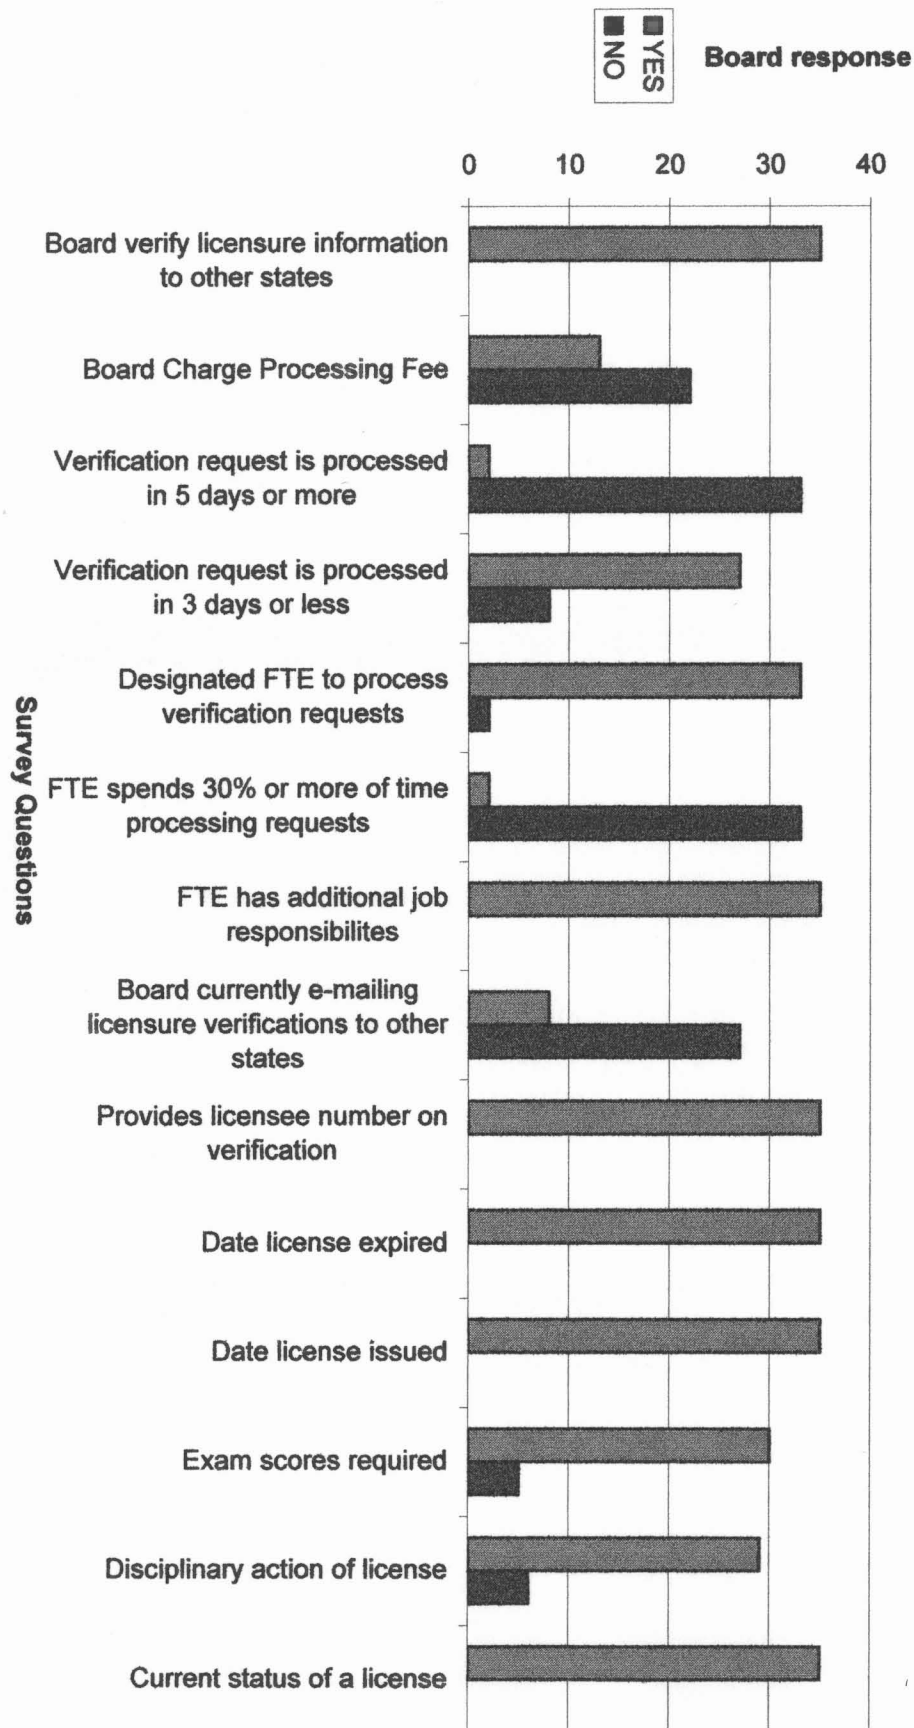 Board response
YES
NO
0 10 20 30 40
Board verify licensure information
to other states
Board Charge Processing Fee
Verification request is processed
in 5 days or more
Verification request is processed
in 3 days or less
Designated FTE to process
verification requests
FTE spends 30% or more of time
processing requests
FTE has additional job
responsibilites
Board currently e-mailing
licensure verifications to other
states
Provides licensee number on
verification
Date license expired
Date license issued
Exam scores required
Disciplinary action of license
Current status of a license
Survey Questions